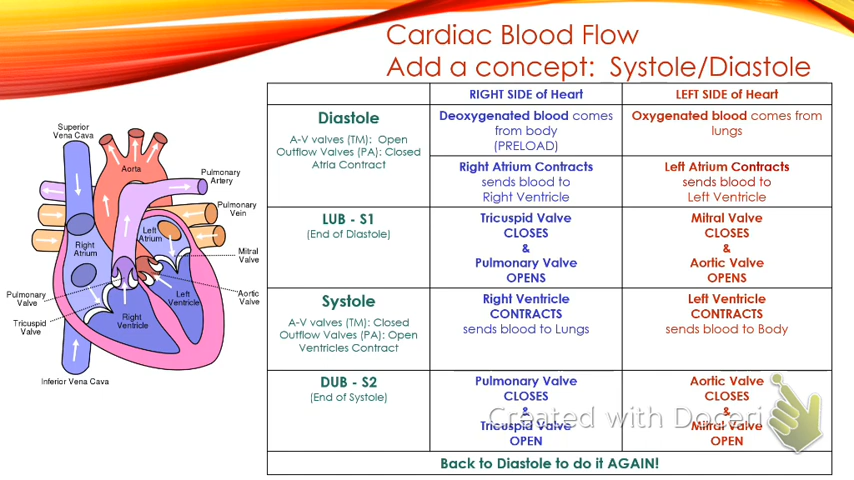 Cardiac Blood Flow
Add a concept: Systole/Diastole
RIGHT SIDE of Heart
LEFT SIDE of Heart
Diastole
A-V valves (TM): Open
Outflow Valves (PA): Closed
Atria Contract
Deoxygenated blood comes
from body
(PRELOAD)
Oxygenated blood comes from
lungs
Right Atrium Contracts
sends blood to
Right Ventricle
Left Atrium Contracts
sends blood to
Left Ventricle
LUB - S1
(End of Diastole)
Tricuspid Valve
CLOSES
&
Pulmonary Valve
OPENS
Mitral Valve
CLOSES
&
Aortic Valve
OPENS
Systole
A-V valves (TM): Closed
Outflow Valves (PA): Open
Ventricles Contract
Right Ventricle
CONTRACTS
sends blood to Lungs
Left Ventricle
CONTRACTS
sends blood to Body
DUB - S2
(End of Systole)
Pulmonary Valve
CLOSES
&
Tricuspid Valve
OPEN
Aortic Valve
CLOSES
&
Mitral Valve
OPEN
Back to Diastole to do it AGAIN!
Created with Doceri
Superior
Vena Cava
Aorta
Pulmonary
Artery
Pulmonary
Vein
Left
Atrium
Right
Atrium
Mitral
Valve
Pulmonary
Valve
Aortic
Valve
Left
Ventricle
Tricuspid
Valve
Right
Ventricle
Inferior Vena Cava